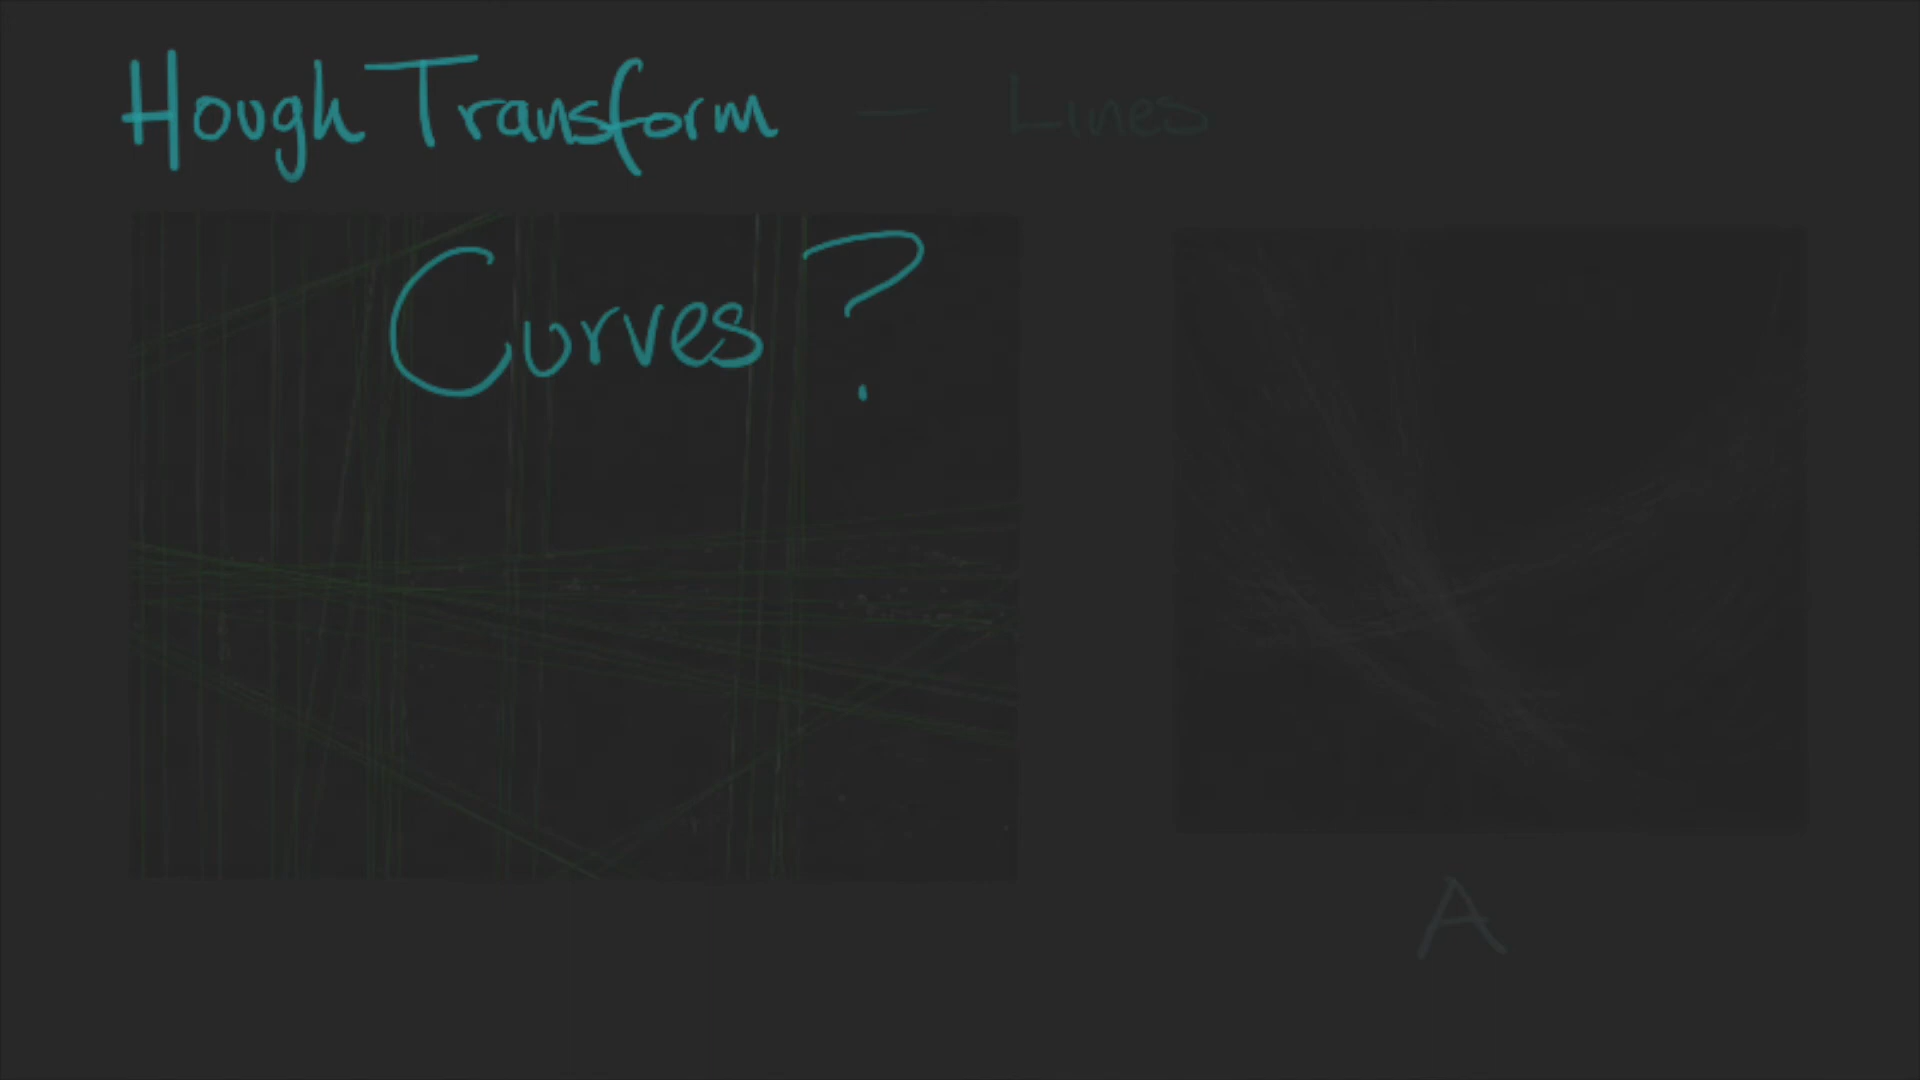 Hough Transform — Lines
Curves?
A